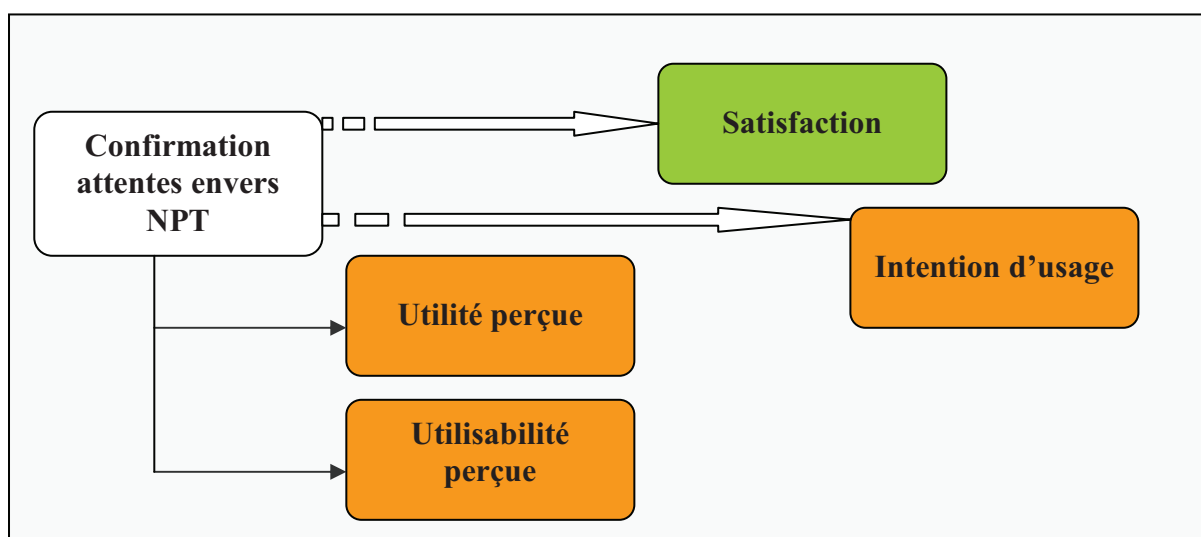 Confirmation
attentes envers
NPT
Satisfaction
Intention d’usage
Utilité perçue
Utilisabilité
perçue